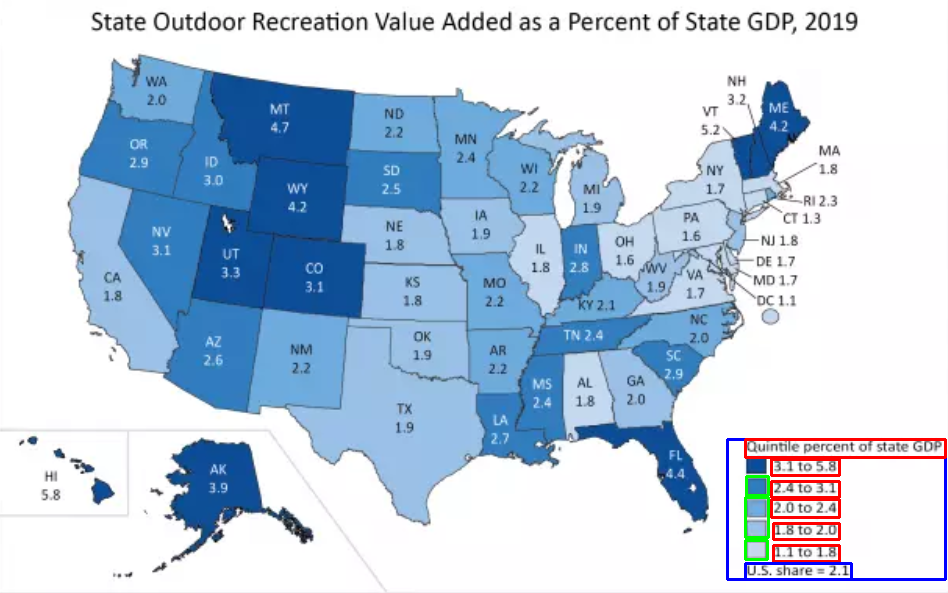 State Outdoor Recreation Value Added as a Percent of State GDP, 2019
WA
2.0
MT
4.7
ND
2.2
MN
2.4
OR
2.9
ID
3.0
WY
4.2
SD
2.5
WI
2.2
MI
1.9
NH
3.2
VT
5.2
ME
4.2
MA
1.8
NY
1.7
RI 2.3
CT 1.3
NV
3.1
UT
3.3
CO
3.1
NE
1.8
IA
1.9
IL
1.8
IN
2.8
OH
1.6
PA
1.6
NJ 1.8
DE 1.7
MD 1.7
DC 1.1
CA
1.8
KS
1.8
MO
2.2
KY 2.1
WV
1.9
VA
1.7
AZ
2.6
NM
2.2
OK
1.9
AR
2.2
TN 2.4
NC
2.0
SC
2.9
TX
1.9
LA
2.7
MS
2.4
AL
1.8
GA
2.0
FL
4.4
HI
5.8
AK
3.9
Quintile percent of state GDP
3.1 to 5.8
2.4 to 3.1
2.0 to 2.4
1.8 to 2.0
1.1 to 1.8
U.S. share = 2.1